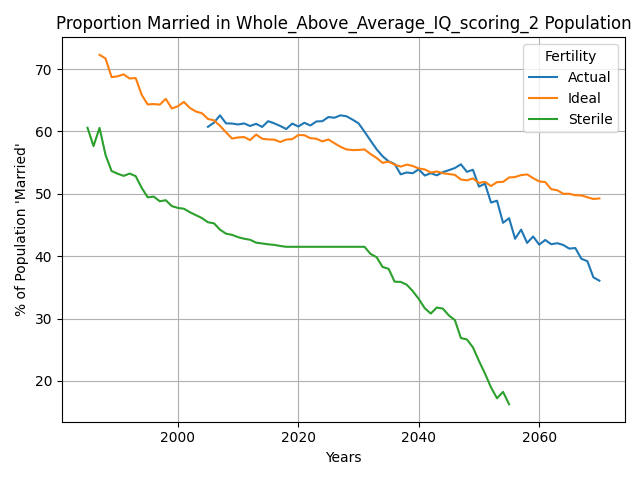 Proportion Married in Whole_Above_Average_IQ_scoring_2 Population
% of Population 'Married'
70
60
50
40
30
20
Fertility
Actual
Ideal
Sterile
2000
2020
2040
2060
Years